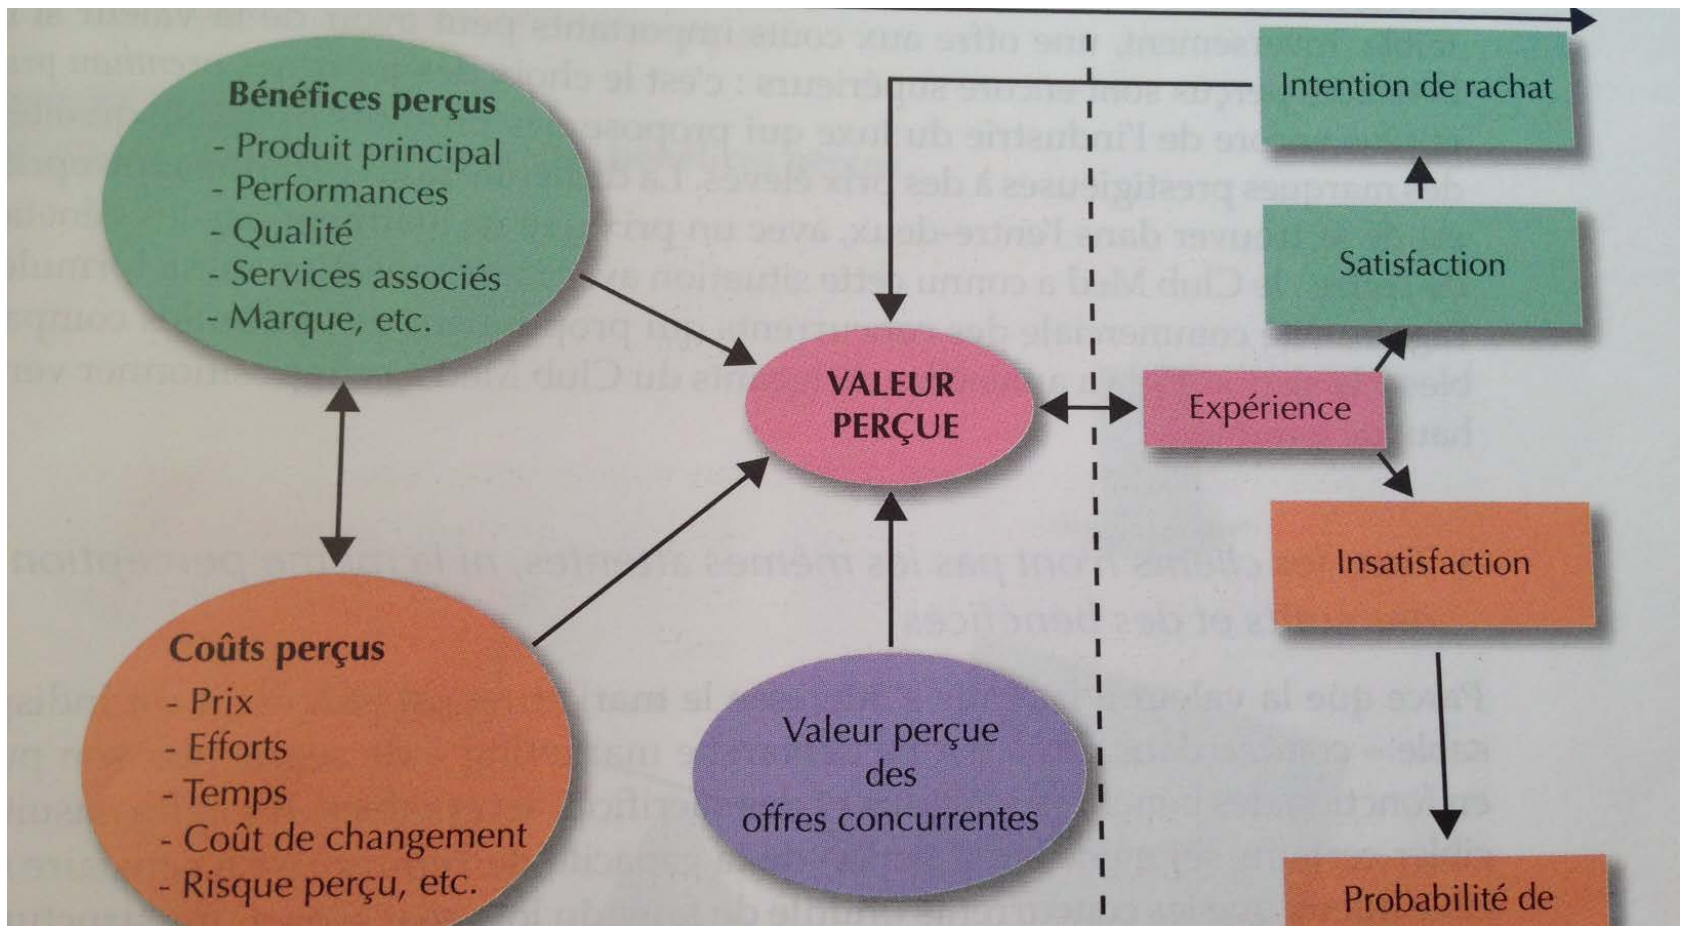 Bénéfices perçus
- Produit principal
- Performances
- Qualité
- Services associés
- Marque, etc.
Coûts perçus
- Prix
- Efforts
- Temps
- Coût de changement
- Risque perçu, etc.
VALEUR
PERÇUE
Valeur perçue
des
offres concurrentes
Intention de rachat
Satisfaction
Expérience
Insatisfaction
Probabilité de